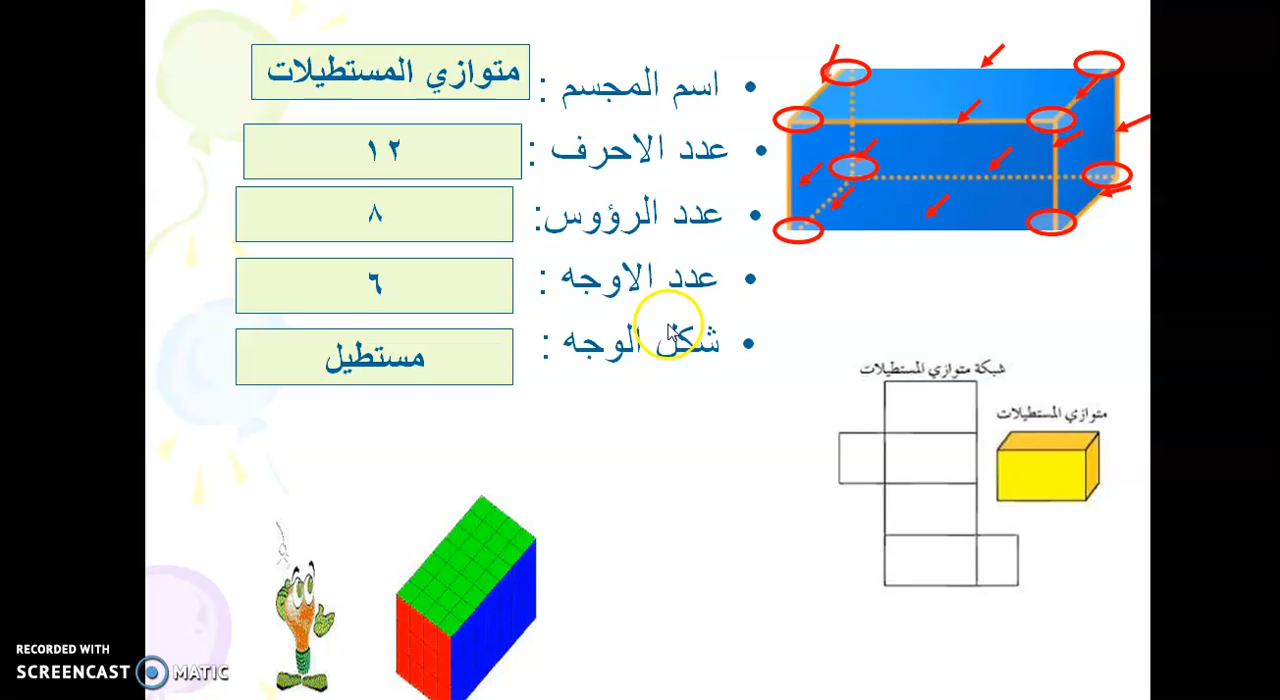 اسم المجسم : متوازي المستطيلات
عدد الاحرف : ١٢
عدد الرؤوس: ٨
عدد الاوجه : ٦
شكل الوجه : مستطيل
شبكة متوازي المستطيلات
متوازي المستطيلات
RECORDED WITH
SCREENCAST MATIC